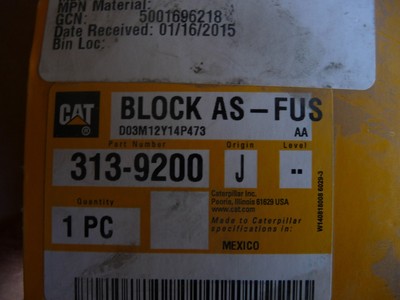 MPN Material:
GCN: 5001696218
Date Received: 01/16/2015
Bin Loc:
CAT
BLOCK AS-FUS
D03M12Y14P473 AA
Part Number Origin Level
313-9200 J --
Quantity
1 PC
Caterpillar Inc.
Peoria, Illinois 61629 USA
www.cat.com
Made to Caterpillar
specifications in:
MEXICO